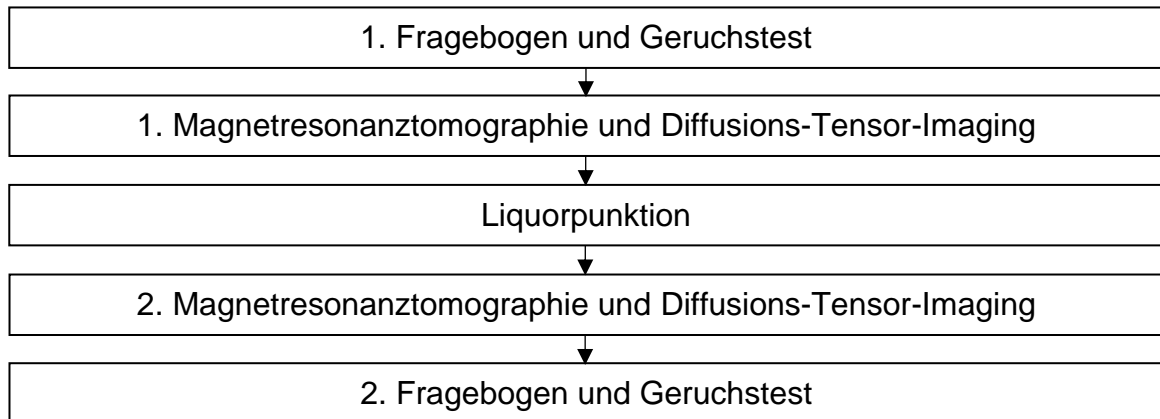 1. Fragebogen und Geruchstest
1. Magnetresonanztomographie und Diffusions-Tensor-Imaging
Liquorpunktion
2. Magnetresonanztomographie und Diffusions-Tensor-Imaging
2. Fragebogen und Geruchstest